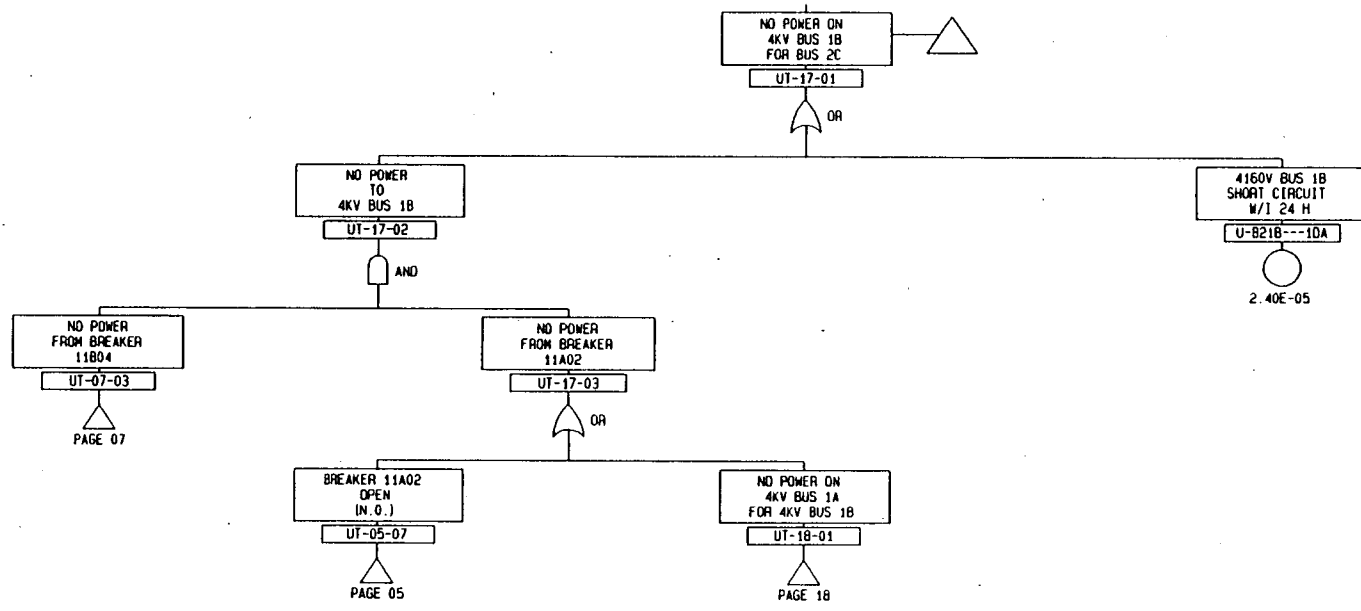 NO POWER ON
4KV BUS 1B
FOR BUS 2C
UT-17-01
OR
NO POWER
TO
4KV BUS 1B
UT-17-02
AND
4160V BUS 1B
SHORT CIRCUIT
W/I 24 H
U-B21B---1DA
2.40E-05
NO POWER
FROM BREAKER
11B04
UT-07-03
PAGE 07
NO POWER
FROM BREAKER
11A02
UT-17-03
OR
BREAKER 11A02
OPEN
(N.O.)
UT-05-07
PAGE 05
NO POWER ON
4KV BUS 1A
FOR 4KV BUS 1B
UT-18-01
PAGE 18